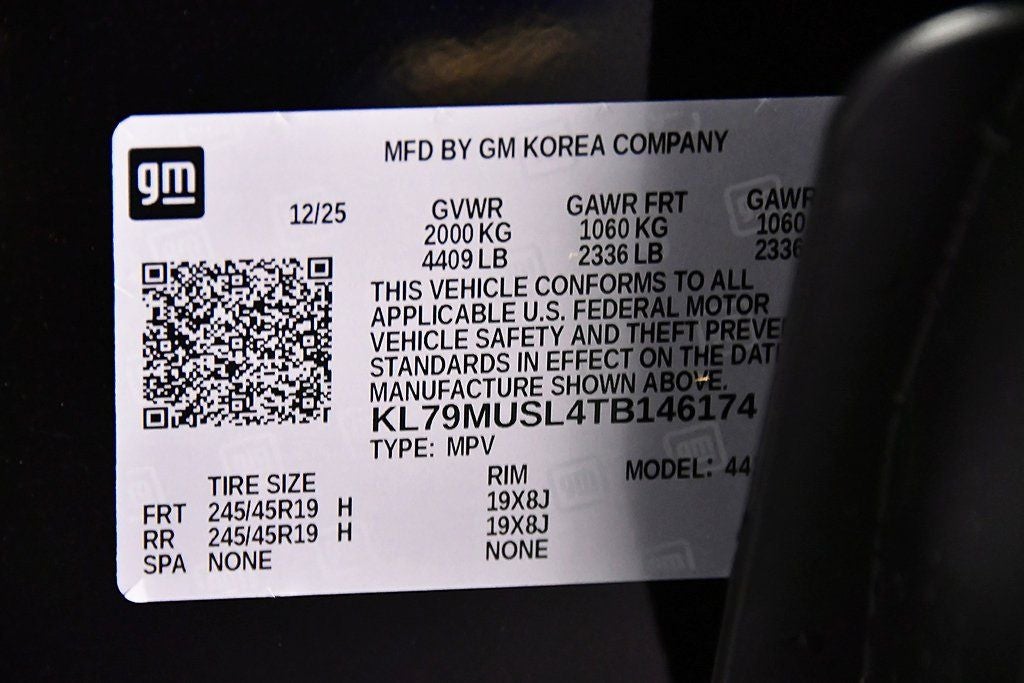 gm
MFD BY GM KOREA COMPANY
12/25 GVWR GAWR FRT
2000 KG 1060 KG 1060
4409 LB 2336 LB 2336
THIS VEHICLE CONFORMS TO ALL
APPLICABLE U.S. FEDERAL MOTOR
VEHICLE SAFETY AND THEFT
STANDARDS IN EFFECT ON THE
MANUFACTURE SHOWN ABOVE.
KL79MUSL4TB146174
TYPE: MPV
MODEL: 44
TIRE SIZE RIM
FRT 245/45R19 H 19X8J
RR 245/45R19 H 19X8J
SPA NONE NONE